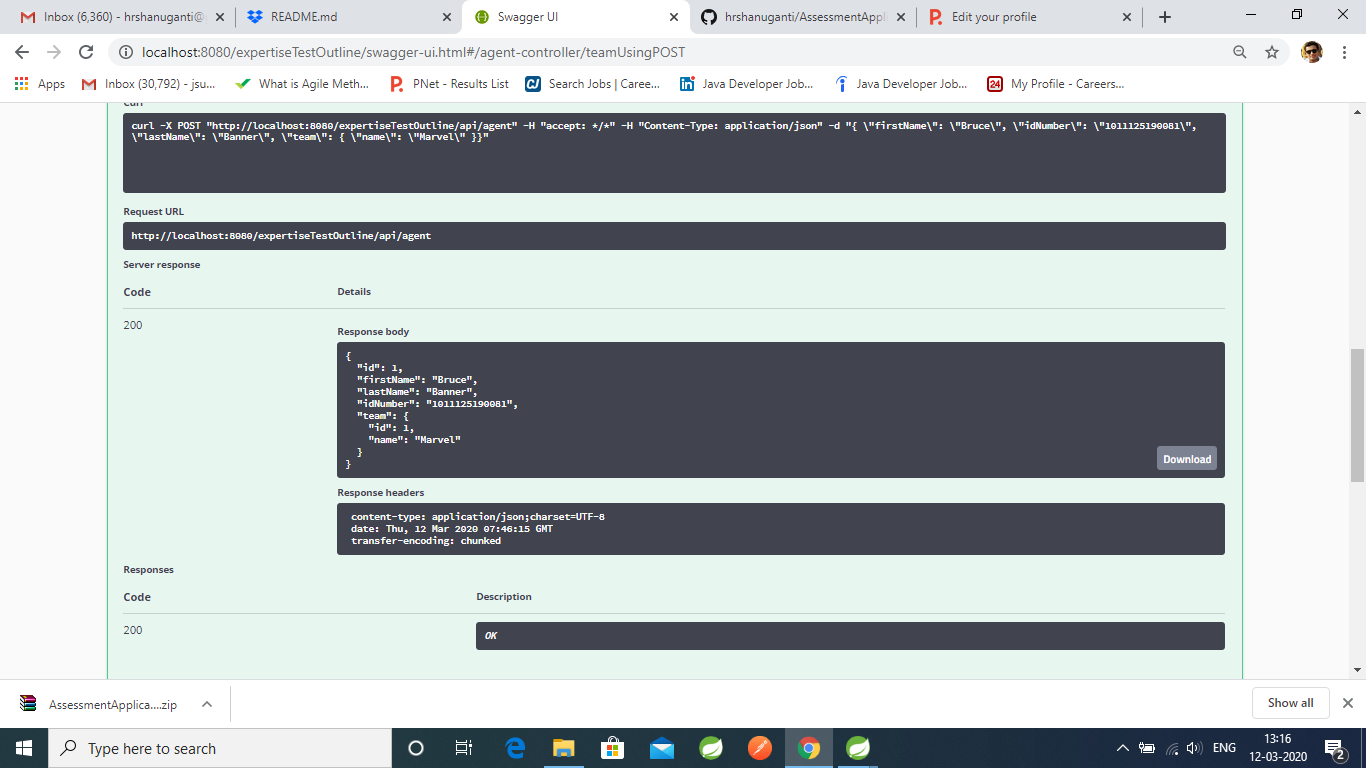 Inbox (6,360) - hrshanuganti@
README.md
Swagger UI
hrshanuganti/AssessmentAppli
Edit your profile
localhost:8080/expertiseTestOutline/swagger-ui.html#/agent-controller/teamUsingPOST
Apps
Inbox (30,792) - jsu...
What is Agile Meth...
PNet - Results List
Search Jobs | Caree...
Java Developer Job...
Java Developer Job...
My Profile - Careers...
Curl
curl -X POST "http://localhost:8080/expertiseTestOutline/api/agent" -H "accept: */*" -H "Content-Type: application/json" -d "{ \"firstName\": \"Bruce\", \"idNumber\": \"1011125190081\",
\"lastName\": \"Banner\", \"team\": { \"name\": \"Marvel\" }}"
Request URL
http://localhost:8080/expertiseTestOutline/api/agent
Server response
Code Details
200
Response body
{
"id": 1,
"firstName": "Bruce",
"lastName": "Banner",
"idNumber": "1011125190081",
"team": {
"id": 1,
"name": "Marvel"
}
}
Download
Response headers
content-type: application/json;charset=UTF-8
date: Thu, 12 Mar 2020 07:46:15 GMT
transfer-encoding: chunked
Responses
Code Description
200 OK
AssessmentApplica....zip
Show all
Type here to search
ENG
13:16
12-03-2020
2